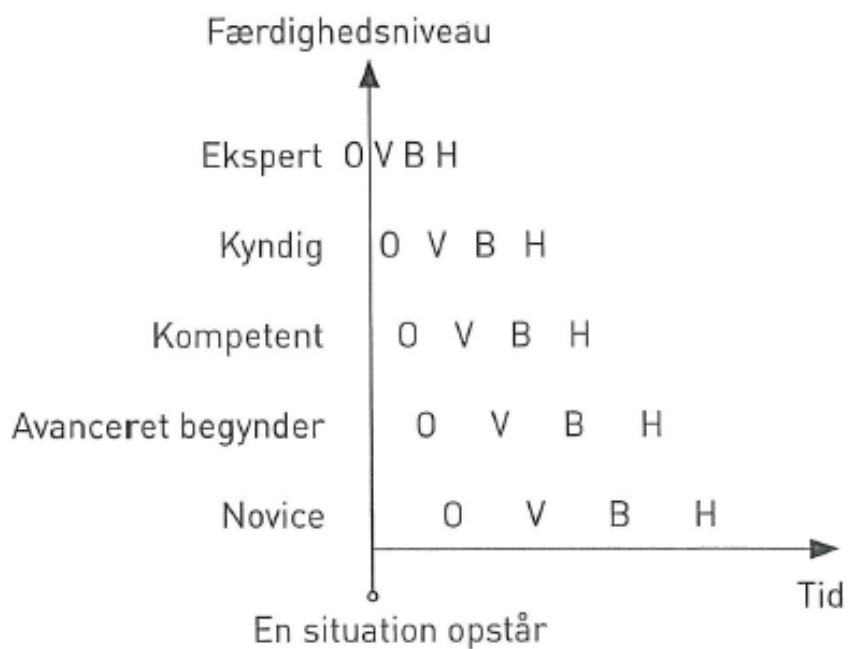 Færdighedsniveau
Ekspert O V B H
Kyndig O V B H
Kompetent O V B H
Avanceret begynder O V B H
Novice O V B H
Tid
En situation opstår